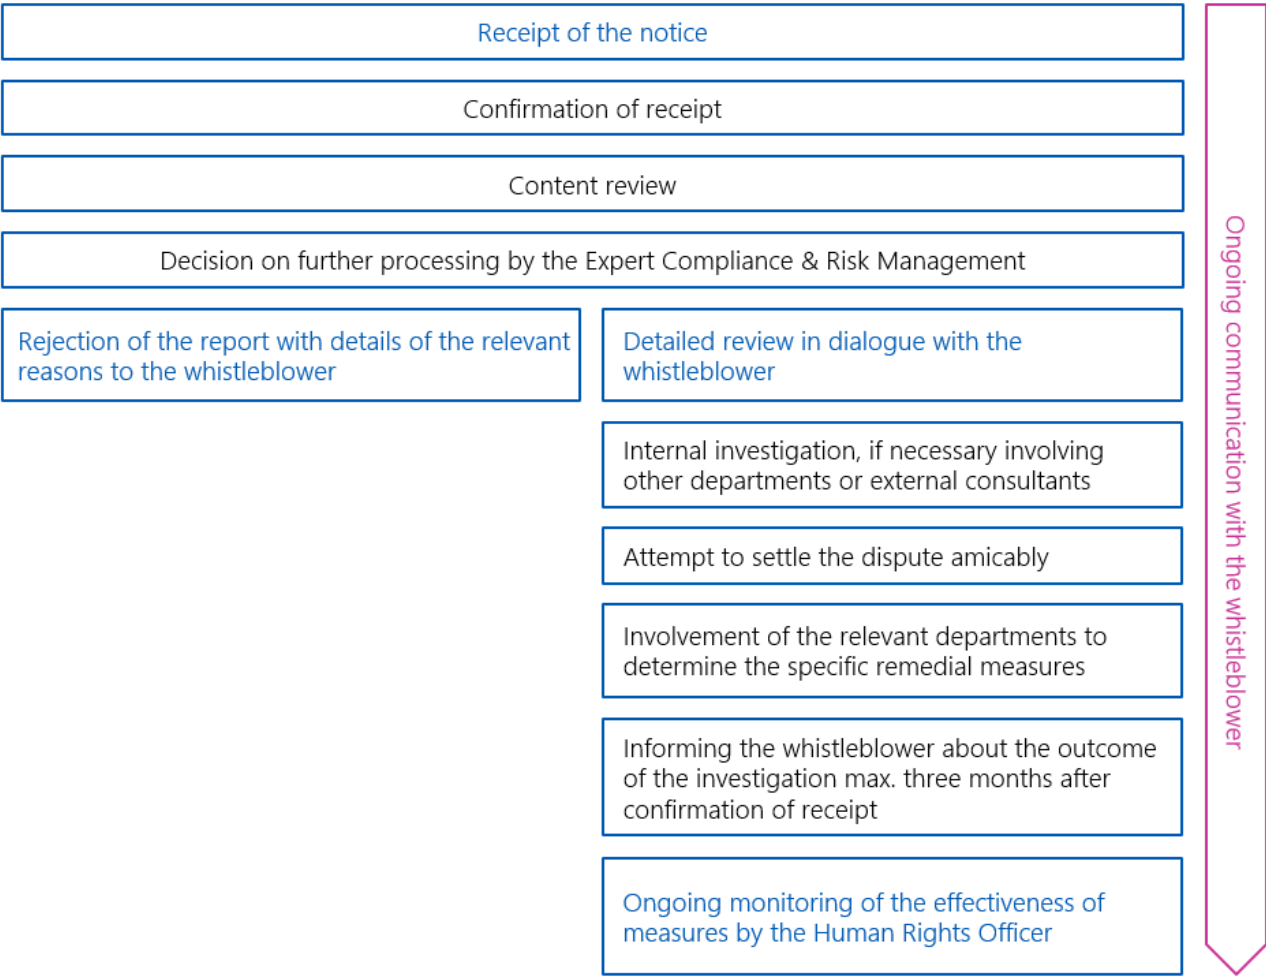 Receipt of the notice
Confirmation of receipt
Content review
Decision on further processing by the Expert Compliance & Risk Management
Rejection of the report with details of the relevant
reasons to the whistleblower
Detailed review in dialogue with the
whistleblower
Internal investigation, if necessary involving
other departments or external consultants
Attempt to settle the dispute amicably
Involvement of the relevant departments to
determine the specific remedial measures
Informing the whistleblower about the outcome
of the investigation max. three months after
confirmation of receipt
Ongoing monitoring of the effectiveness of
measures by the Human Rights Officer
Ongoing communication with the whistleblower